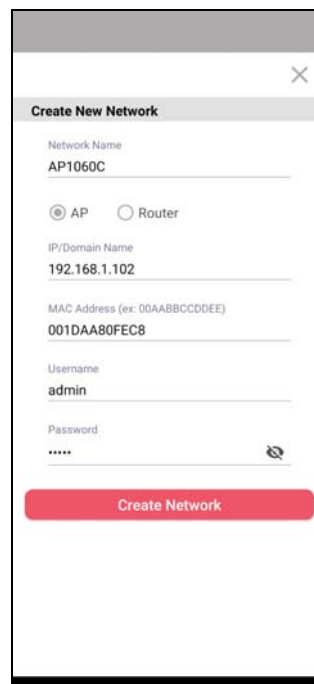 Create New Network
Network Name
AP1060C
AP Router
IP/Domain Name
192.168.1.102
MAC Address (ex: 00AABBCCDDEE)
001DAA80FEC8
Username
admin
Password
•••••
Create Network